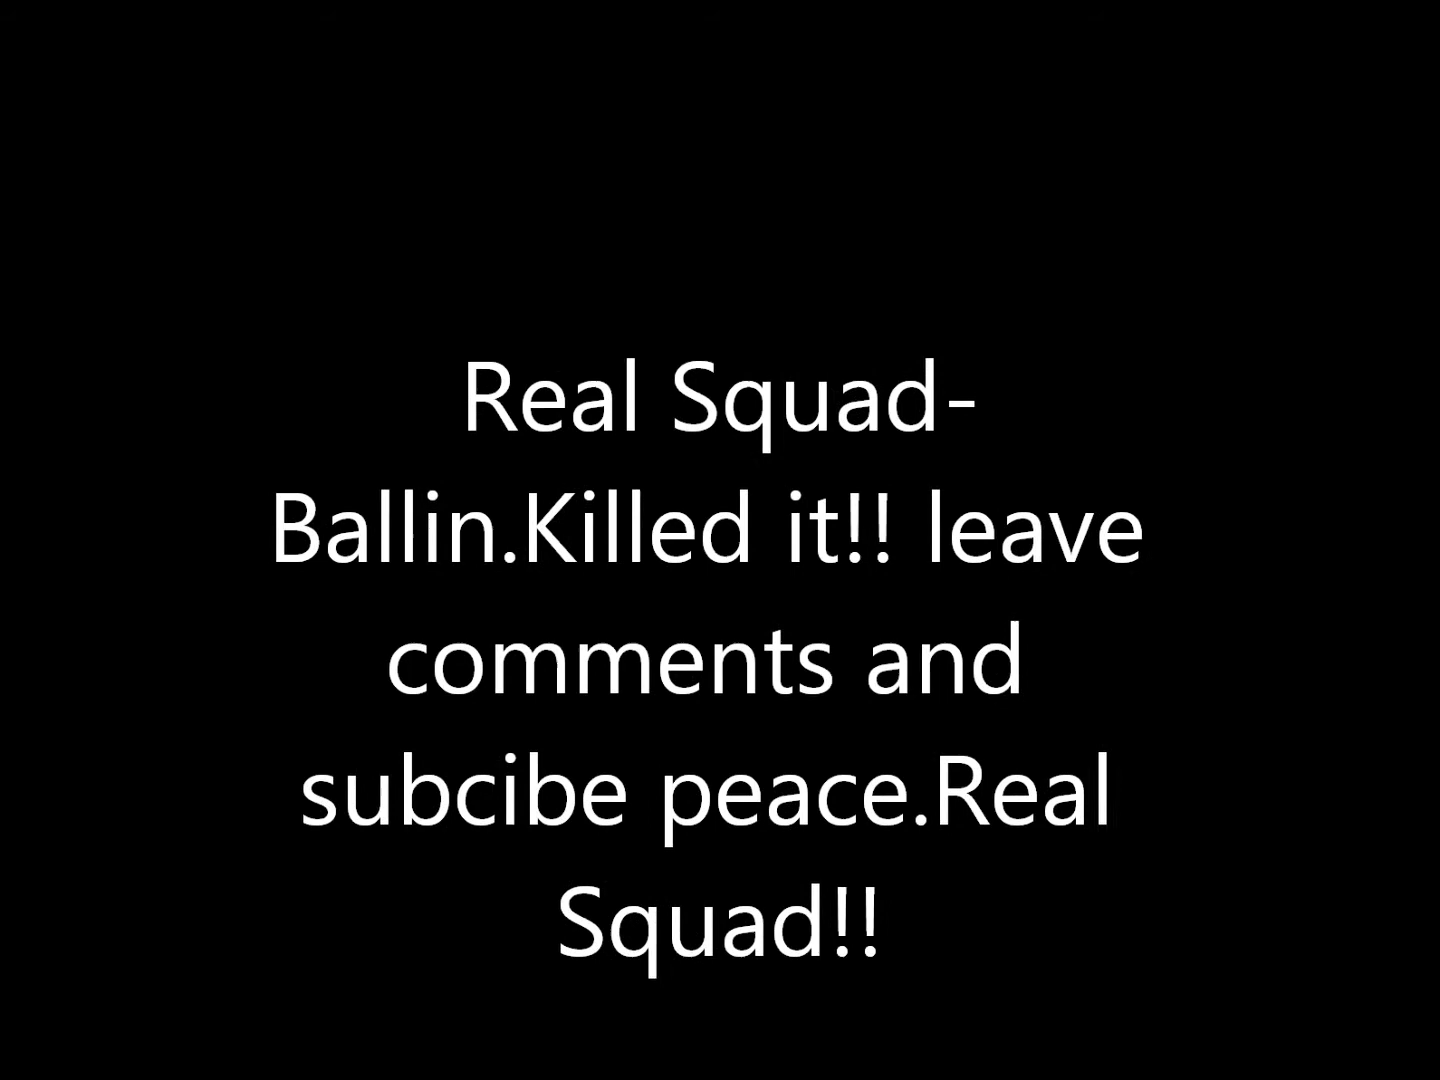 Real Squad-
Ballin.Killed it!! leave
comments and
subcibe peace.Real
Squad!!